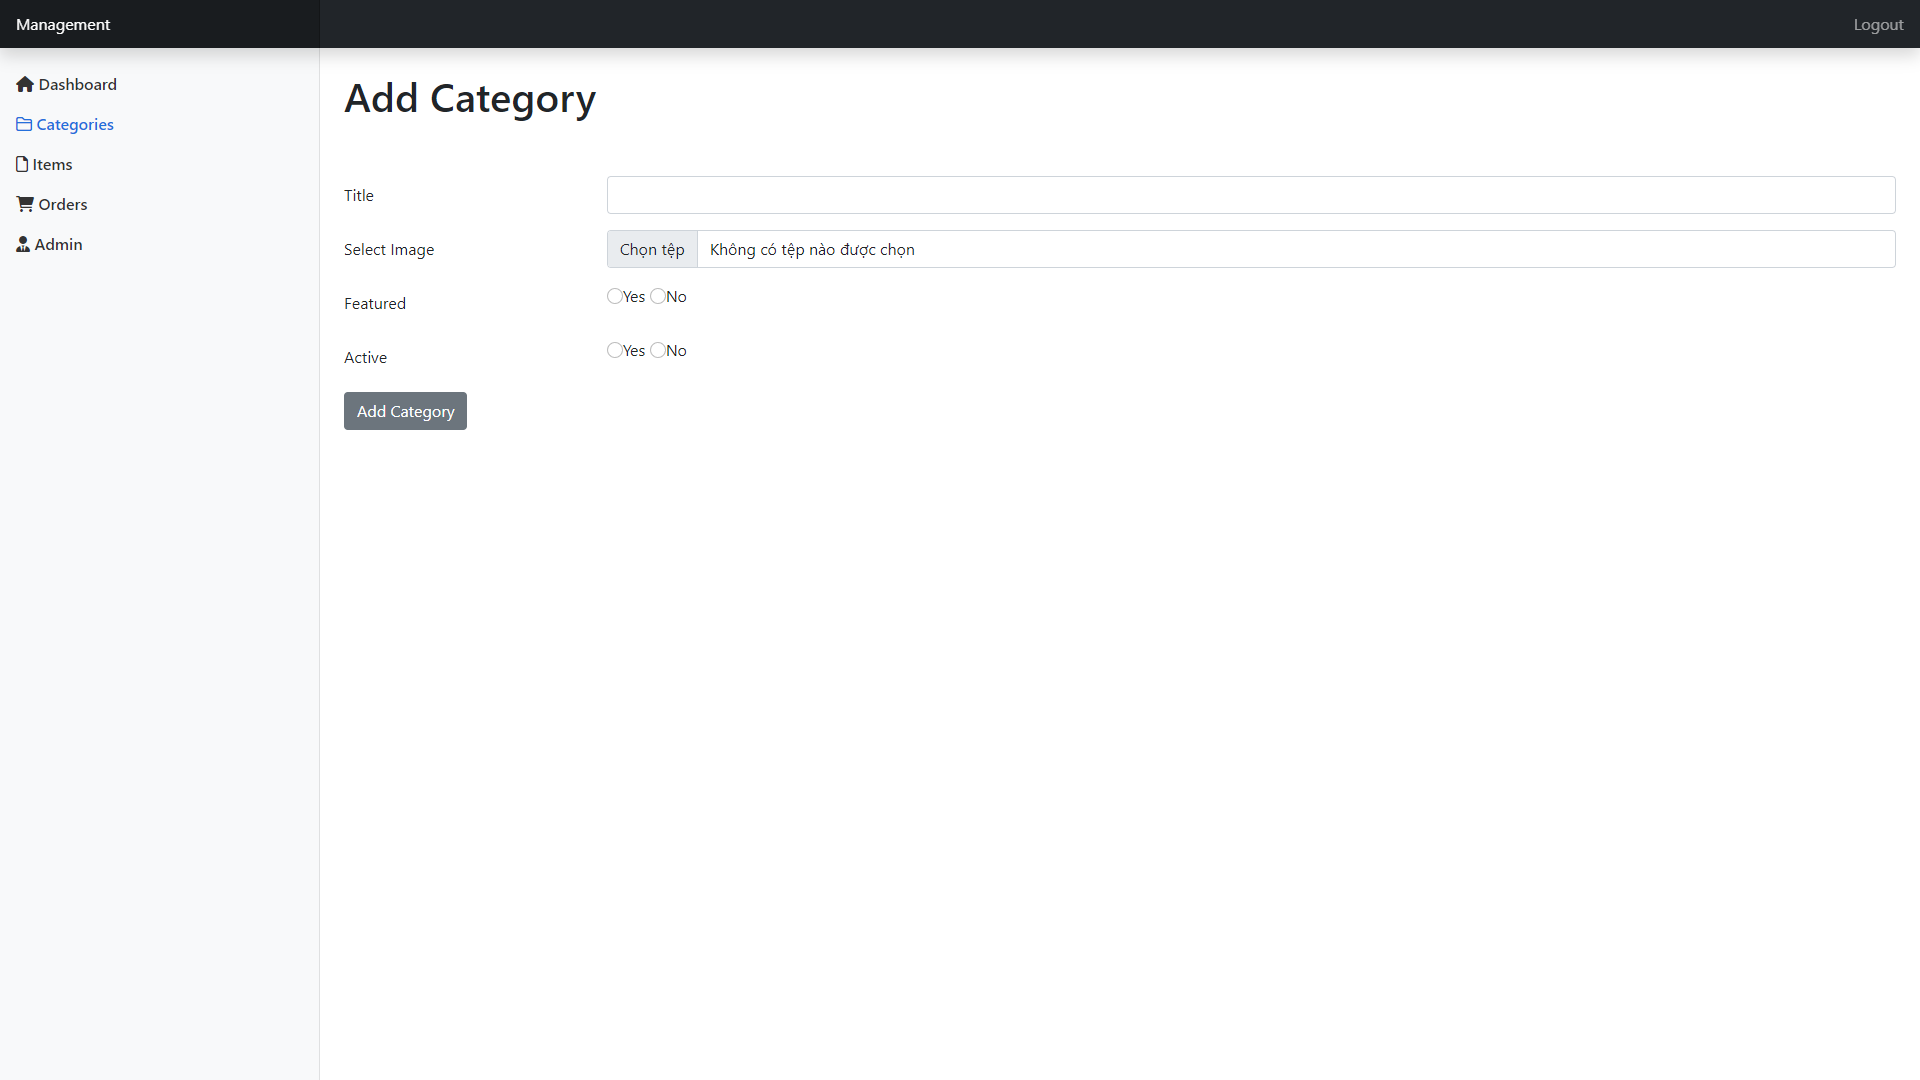 Management
Logout
Dashboard
Categories
Items
Orders
Admin
Add Category
Title
Select Image
Chọn tệp Không có tệp nào được chọn
Featured
Yes No
Active
Yes No
Add Category